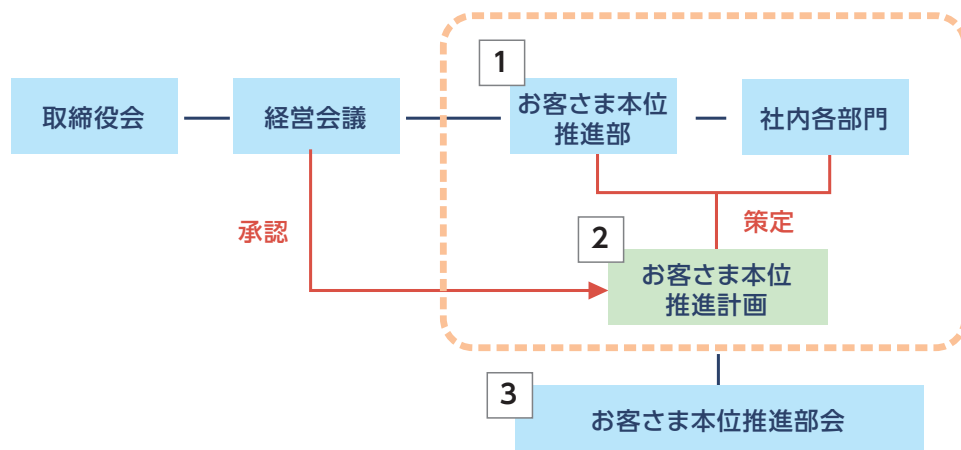 1
取締役会
経営会議
お客さま本位
推進部
社内各部門
承認
策定
2
お客さま本位
推進計画
3
お客さま本位推進部会